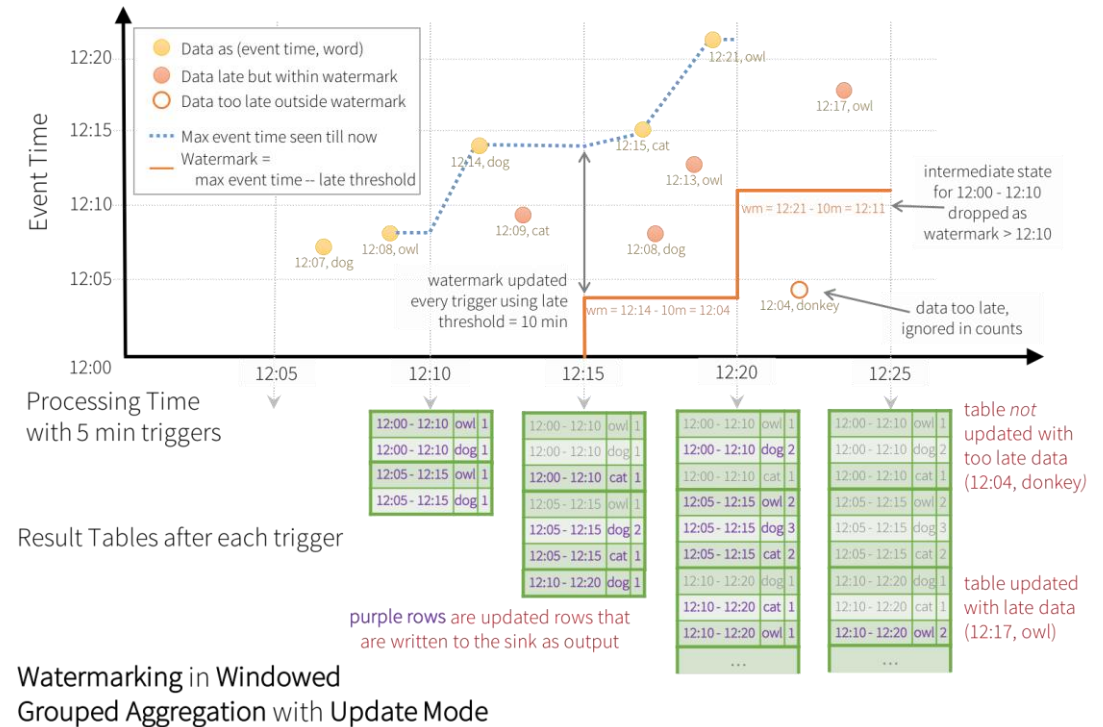 Event Time
12:20
12:15
12:10
12:05
12:00
Data as (event time, word)
Data late but within watermark
Data too late outside watermark
Max event time seen till now
Watermark =
max event time -- late threshold
12:07, dog
12:08, owl
12:14, dog
12:09, cat
12:15, cat
12:08, dog
12:13, owl
12:21, owl
12:17, owl
12:04, donkey
watermark updated
every trigger using late
threshold = 10 min
wm = 12:14 - 10m = 12:04
wm = 12:21 - 10m = 12:11
intermediate state
for 12:00 - 12:10
dropped as
watermark > 12:10
data too late,
ignored in counts
12:05
12:10
12:15
12:20
12:25
Processing Time
with 5 min triggers
12:00 - 12:10 owl 1
12:00 - 12:10 dog 1
12:05 - 12:15 owl 1
12:05 - 12:15 dog 1
12:00 - 12:10 owl 1
12:00 - 12:10 dog 1
12:00 - 12:10 cat 1
12:05 - 12:15 owl 1
12:05 - 12:15 dog 2
12:05 - 12:15 cat 1
12:10 - 12:20 dog 1
12:00 - 12:10 owl 1
12:00 - 12:10 dog 2
12:00 - 12:10 cat 1
12:05 - 12:15 owl 2
12:05 - 12:15 dog 3
12:05 - 12:15 cat 2
12:10 - 12:20 dog 1
12:10 - 12:20 cat 1
12:10 - 12:20 owl 1
...
12:00 - 12:10 owl 1
12:00 - 12:10 dog 2
12:00 - 12:10 cat 1
12:05 - 12:15 owl 2
12:05 - 12:15 dog 3
12:05 - 12:15 cat 2
12:10 - 12:20 dog 1
12:10 - 12:20 cat 1
12:10 - 12:20 owl 2
...
table not
updated with
too late data
(12:04, donkey)
table updated
with late data
(12:17, owl)
Result Tables after each trigger
purple rows are updated rows that
are written to the sink as output
Watermarking in Windowed
Grouped Aggregation with Update Mode